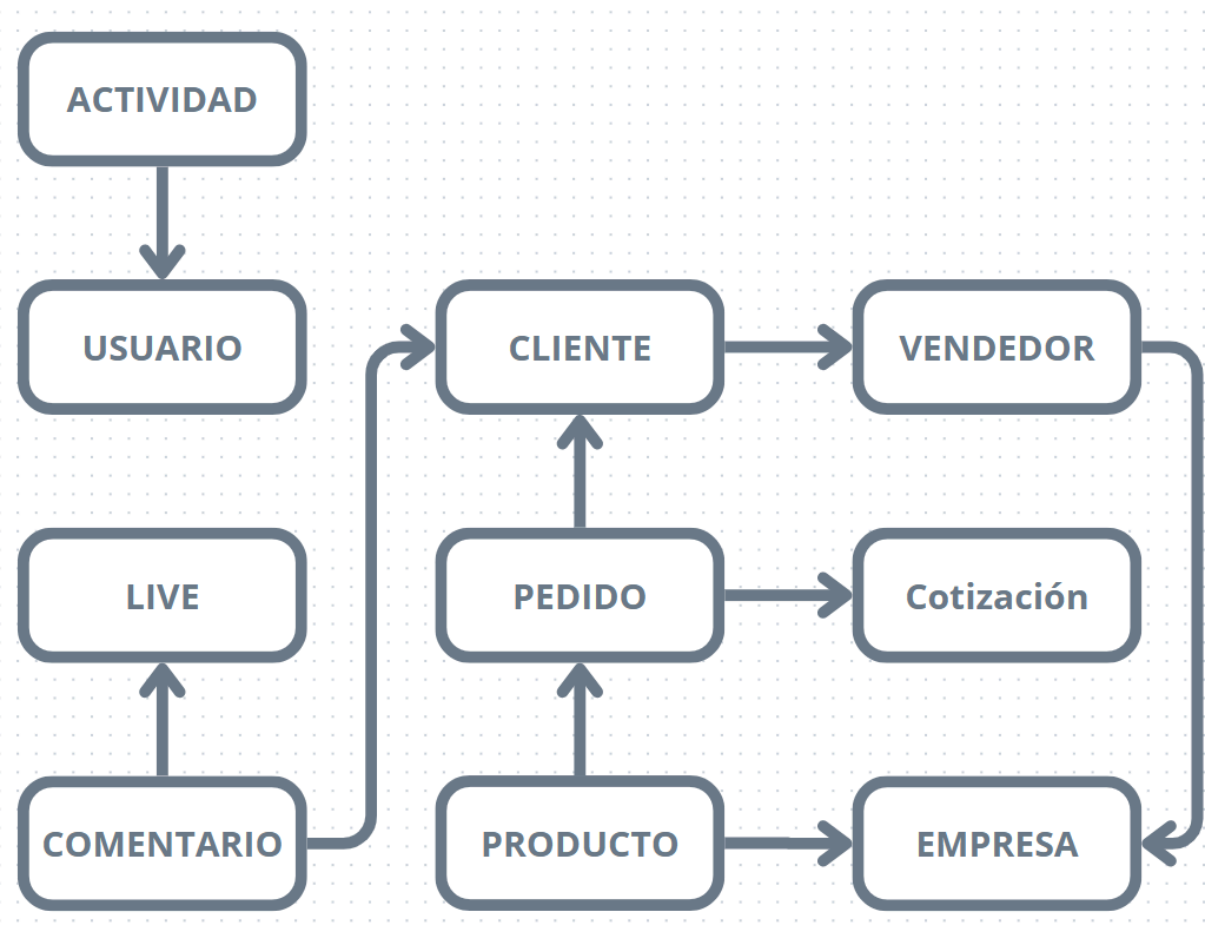 ACTIVIDAD
USUARIO
CLIENTE
VENDEDOR
LIVE
PEDIDO
Cotización
COMENTARIO
PRODUCTO
EMPRESA